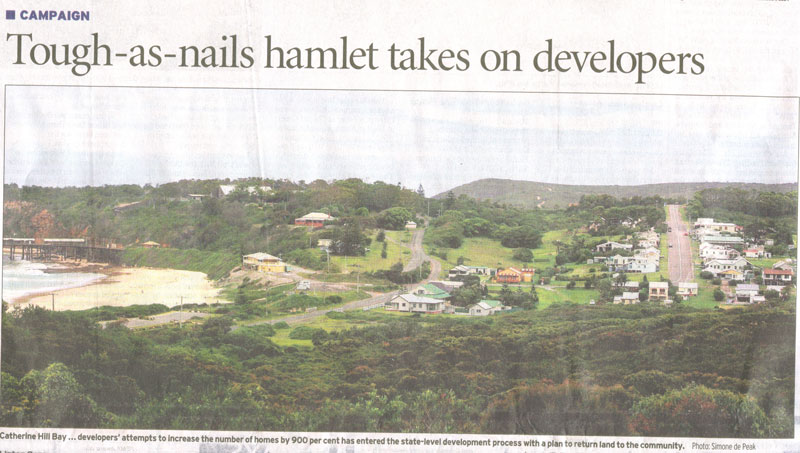 CAMPAIGN
Tough-as-nails hamlet takes on developers
Catherine Hill Bay ... developers' attempts to increase the number of homes by 900 per cent has entered the state-level development process with a plan to return land to the community. Photo: Simone de Peak